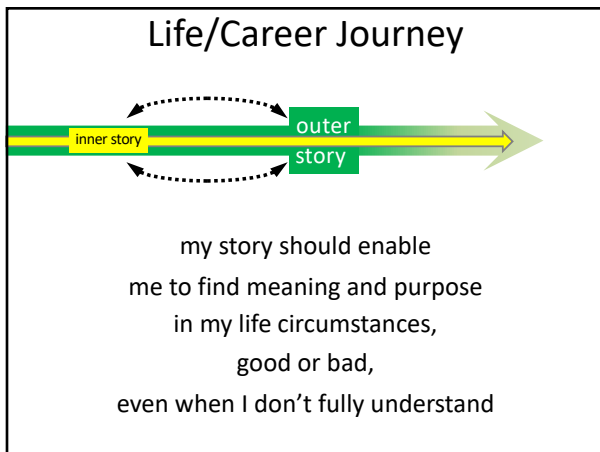 Life/Career Journey
inner story
outer
story
my story should enable
me to find meaning and purpose
in my life circumstances,
good or bad,
even when I don’t fully understand